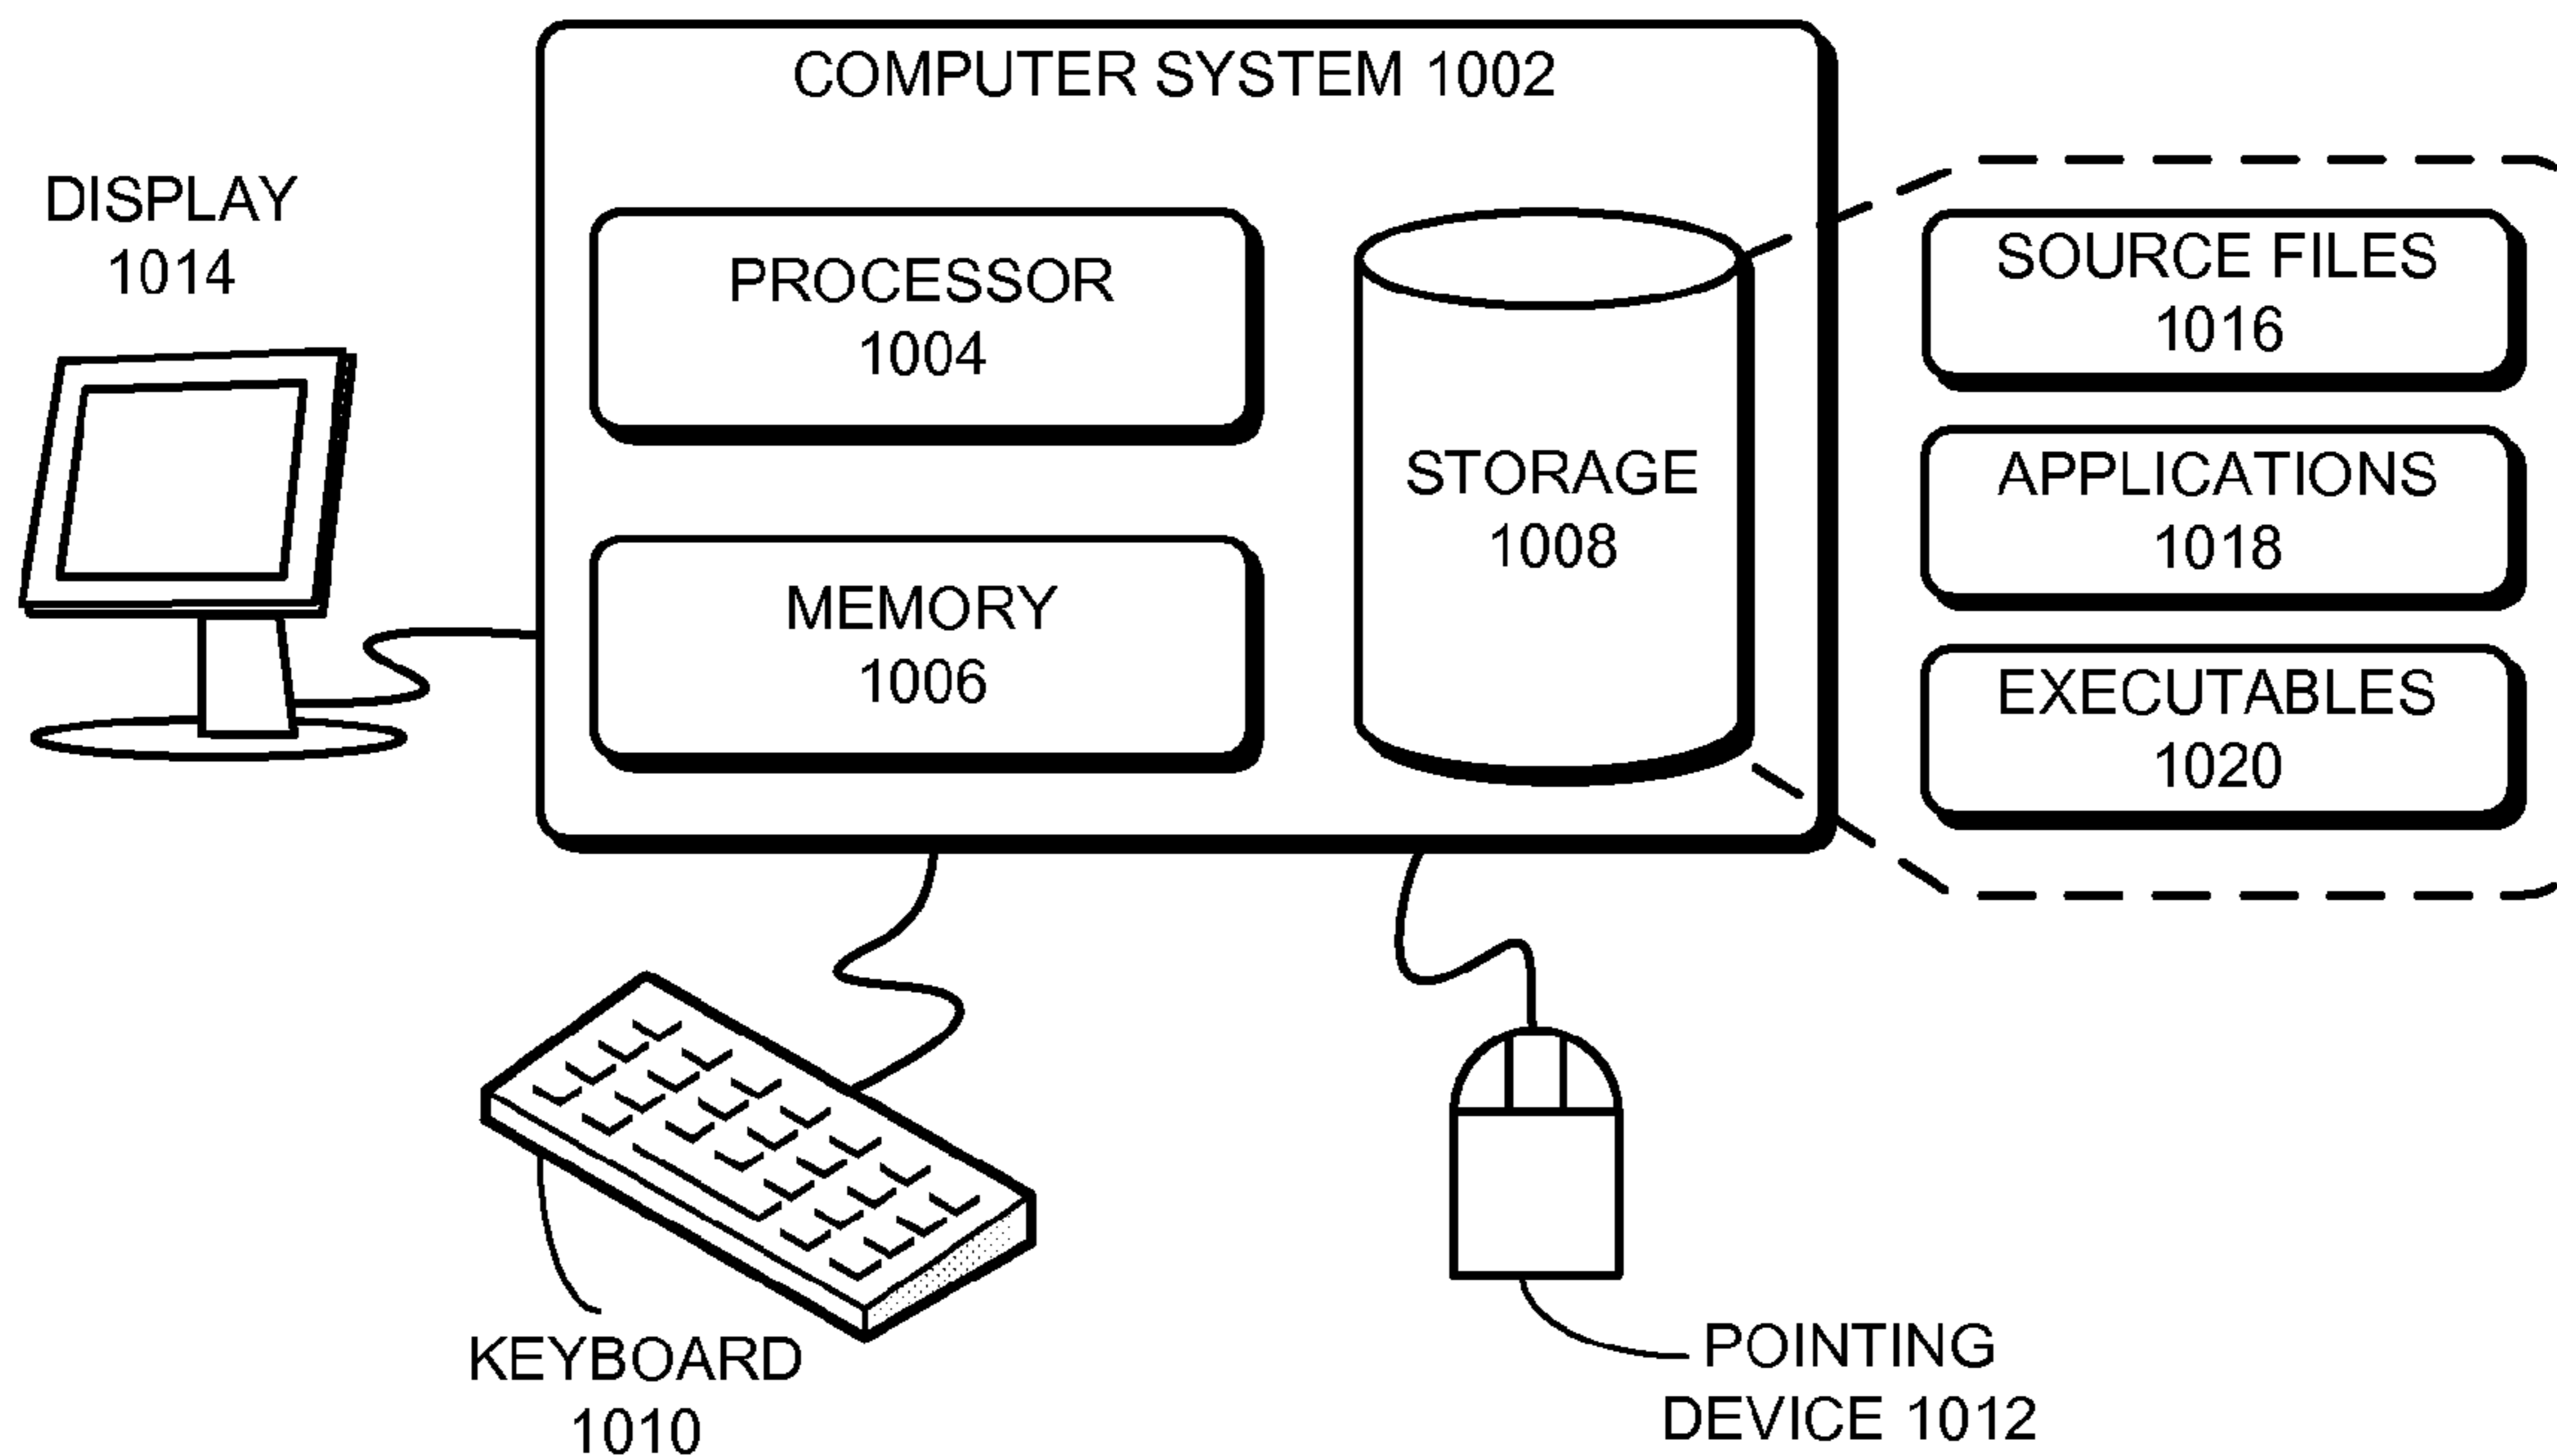 COMPUTER SYSTEM 1002
DISPLAY
1014
PROCESSOR
1004
MEMORY
1006
STORAGE
1008
SOURCE FILES
1016
APPLICATIONS
1018
EXECUTABLES
1020
KEYBOARD
1010
POINTING
DEVICE 1012